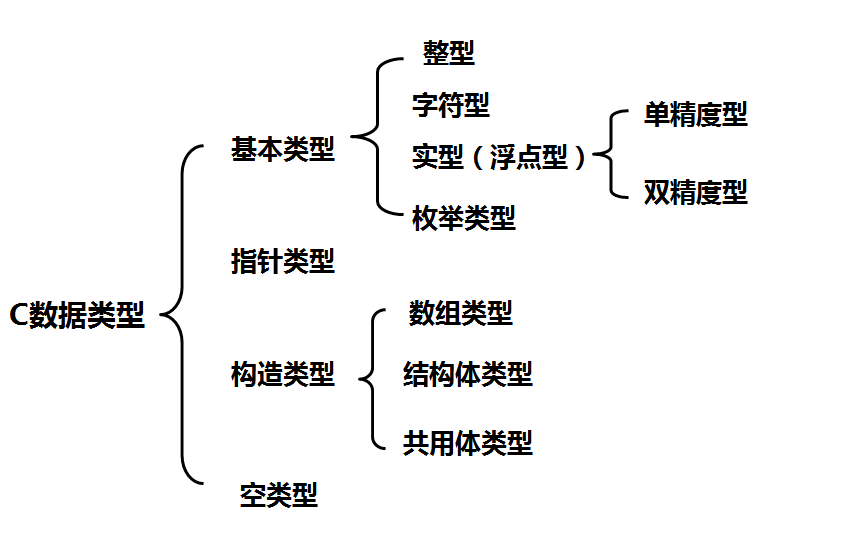 C数据类型
基本类型
整型
字符型
实型（浮点型）
单精度型
双精度型
枚举类型
指针类型
构造类型
数组类型
结构体类型
共用体类型
空类型